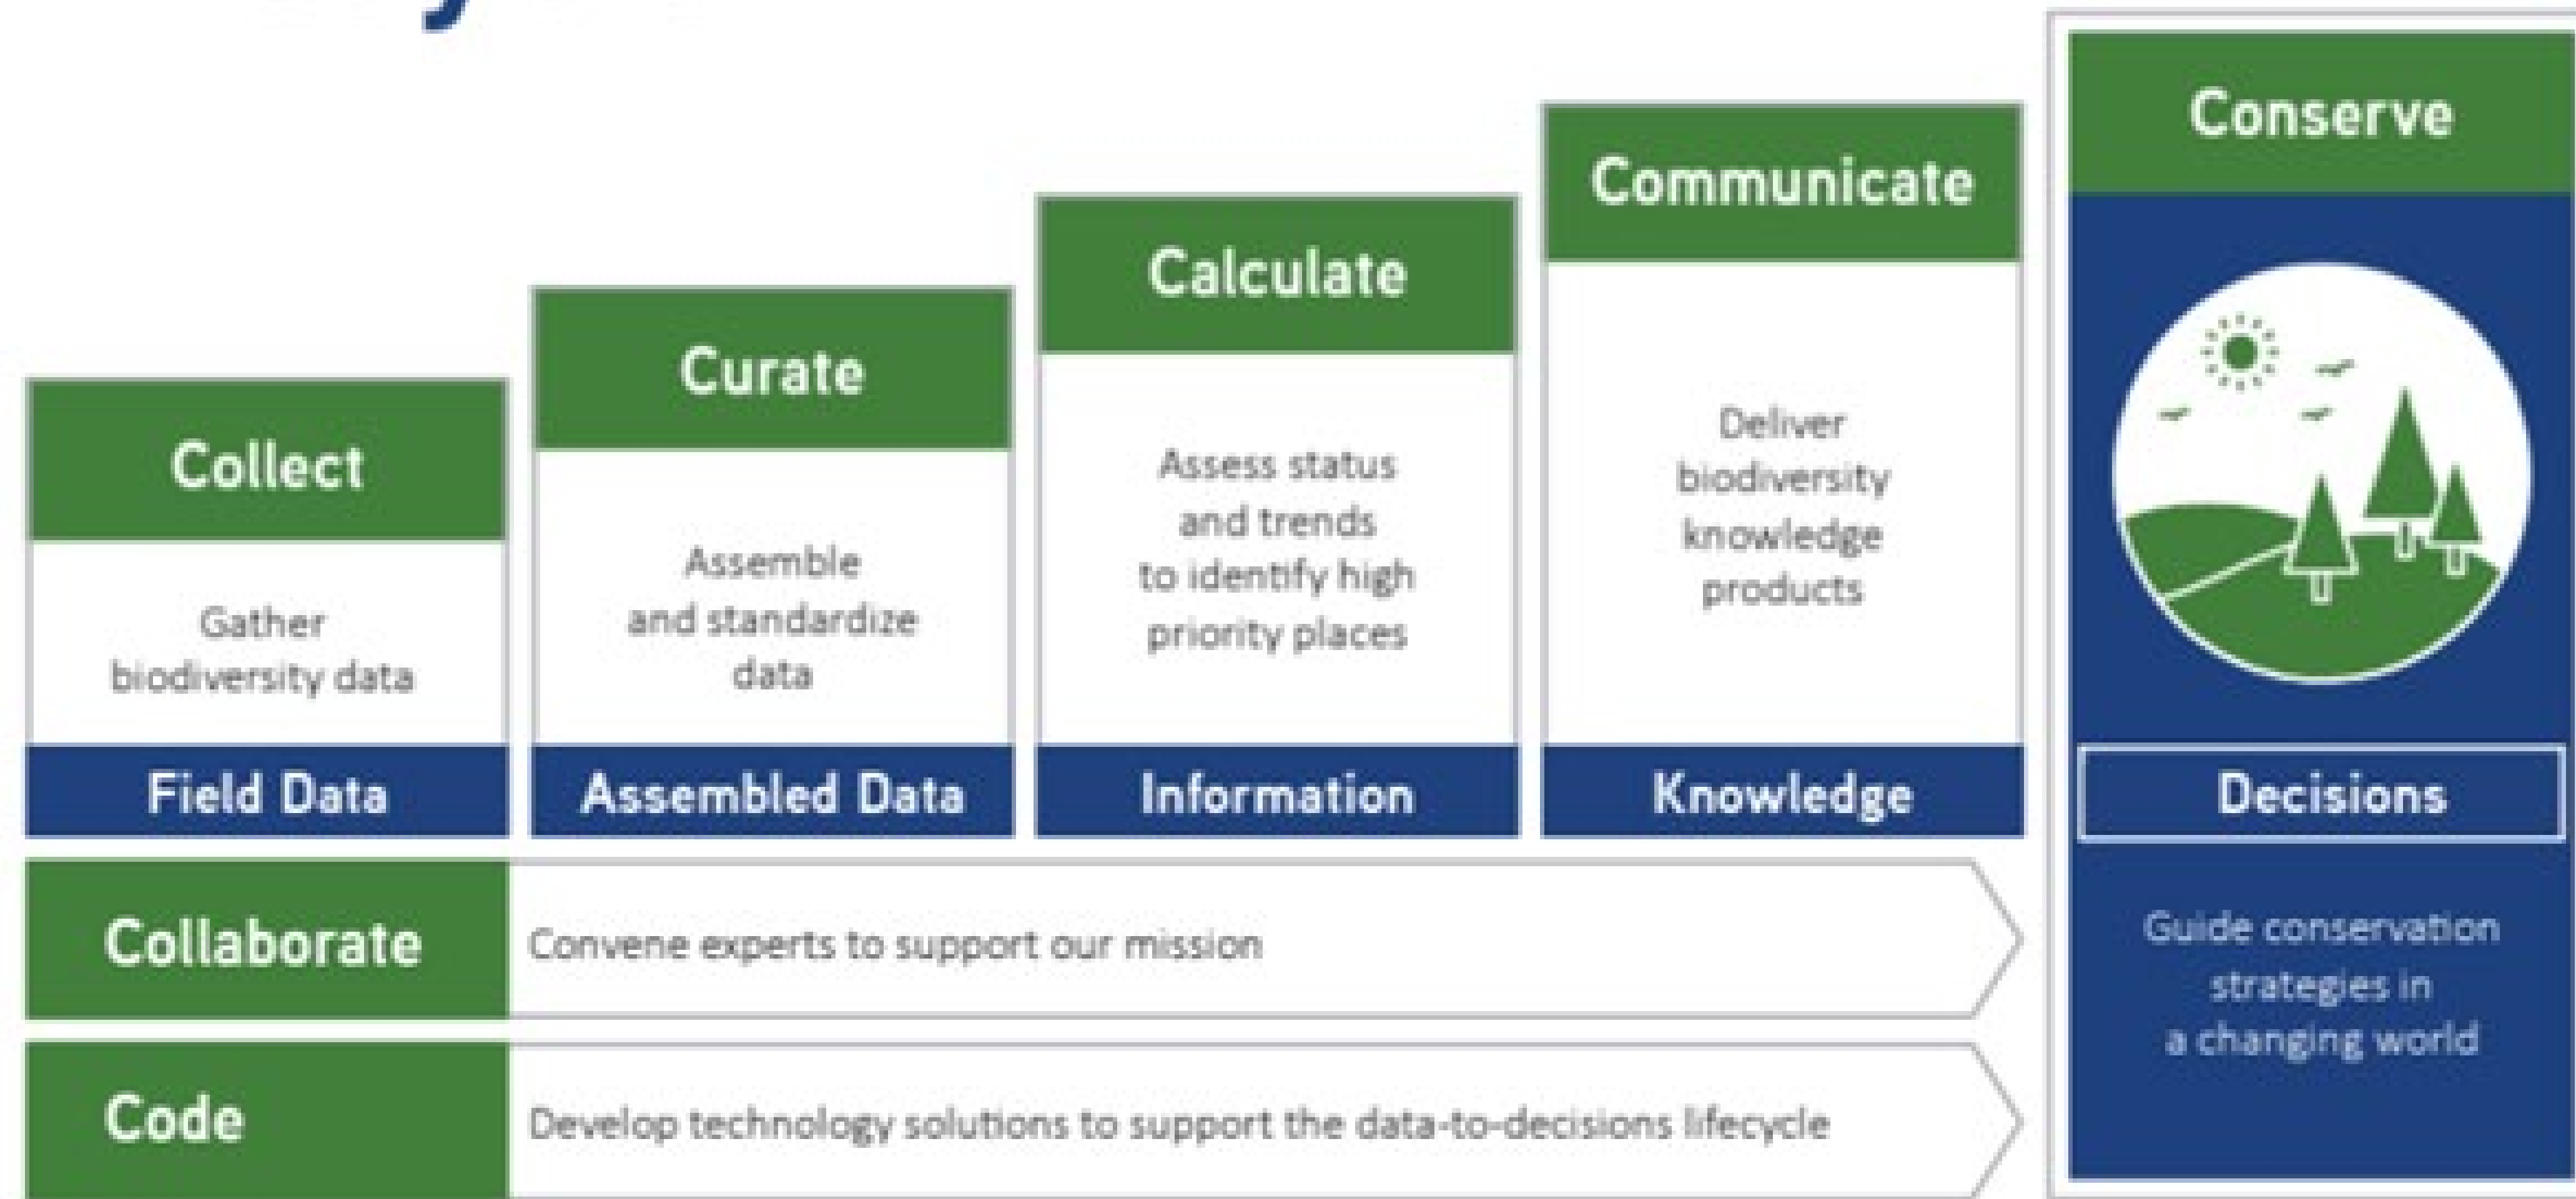 Collect
Gather
biodiversity data
Field Data
Curate
Assemble
and standardize
data
Assembled Data
Calculate
Assess status
and trends
to identify high
priority places
Information
Communicate
Deliver
biodiversity
knowledge
products
Knowledge
Conserve
Decisions
Guide conservation
strategies in
a changing world
Collaborate
Convene experts to support our mission
Code
Develop technology solutions to support the data-to-decisions lifecycle